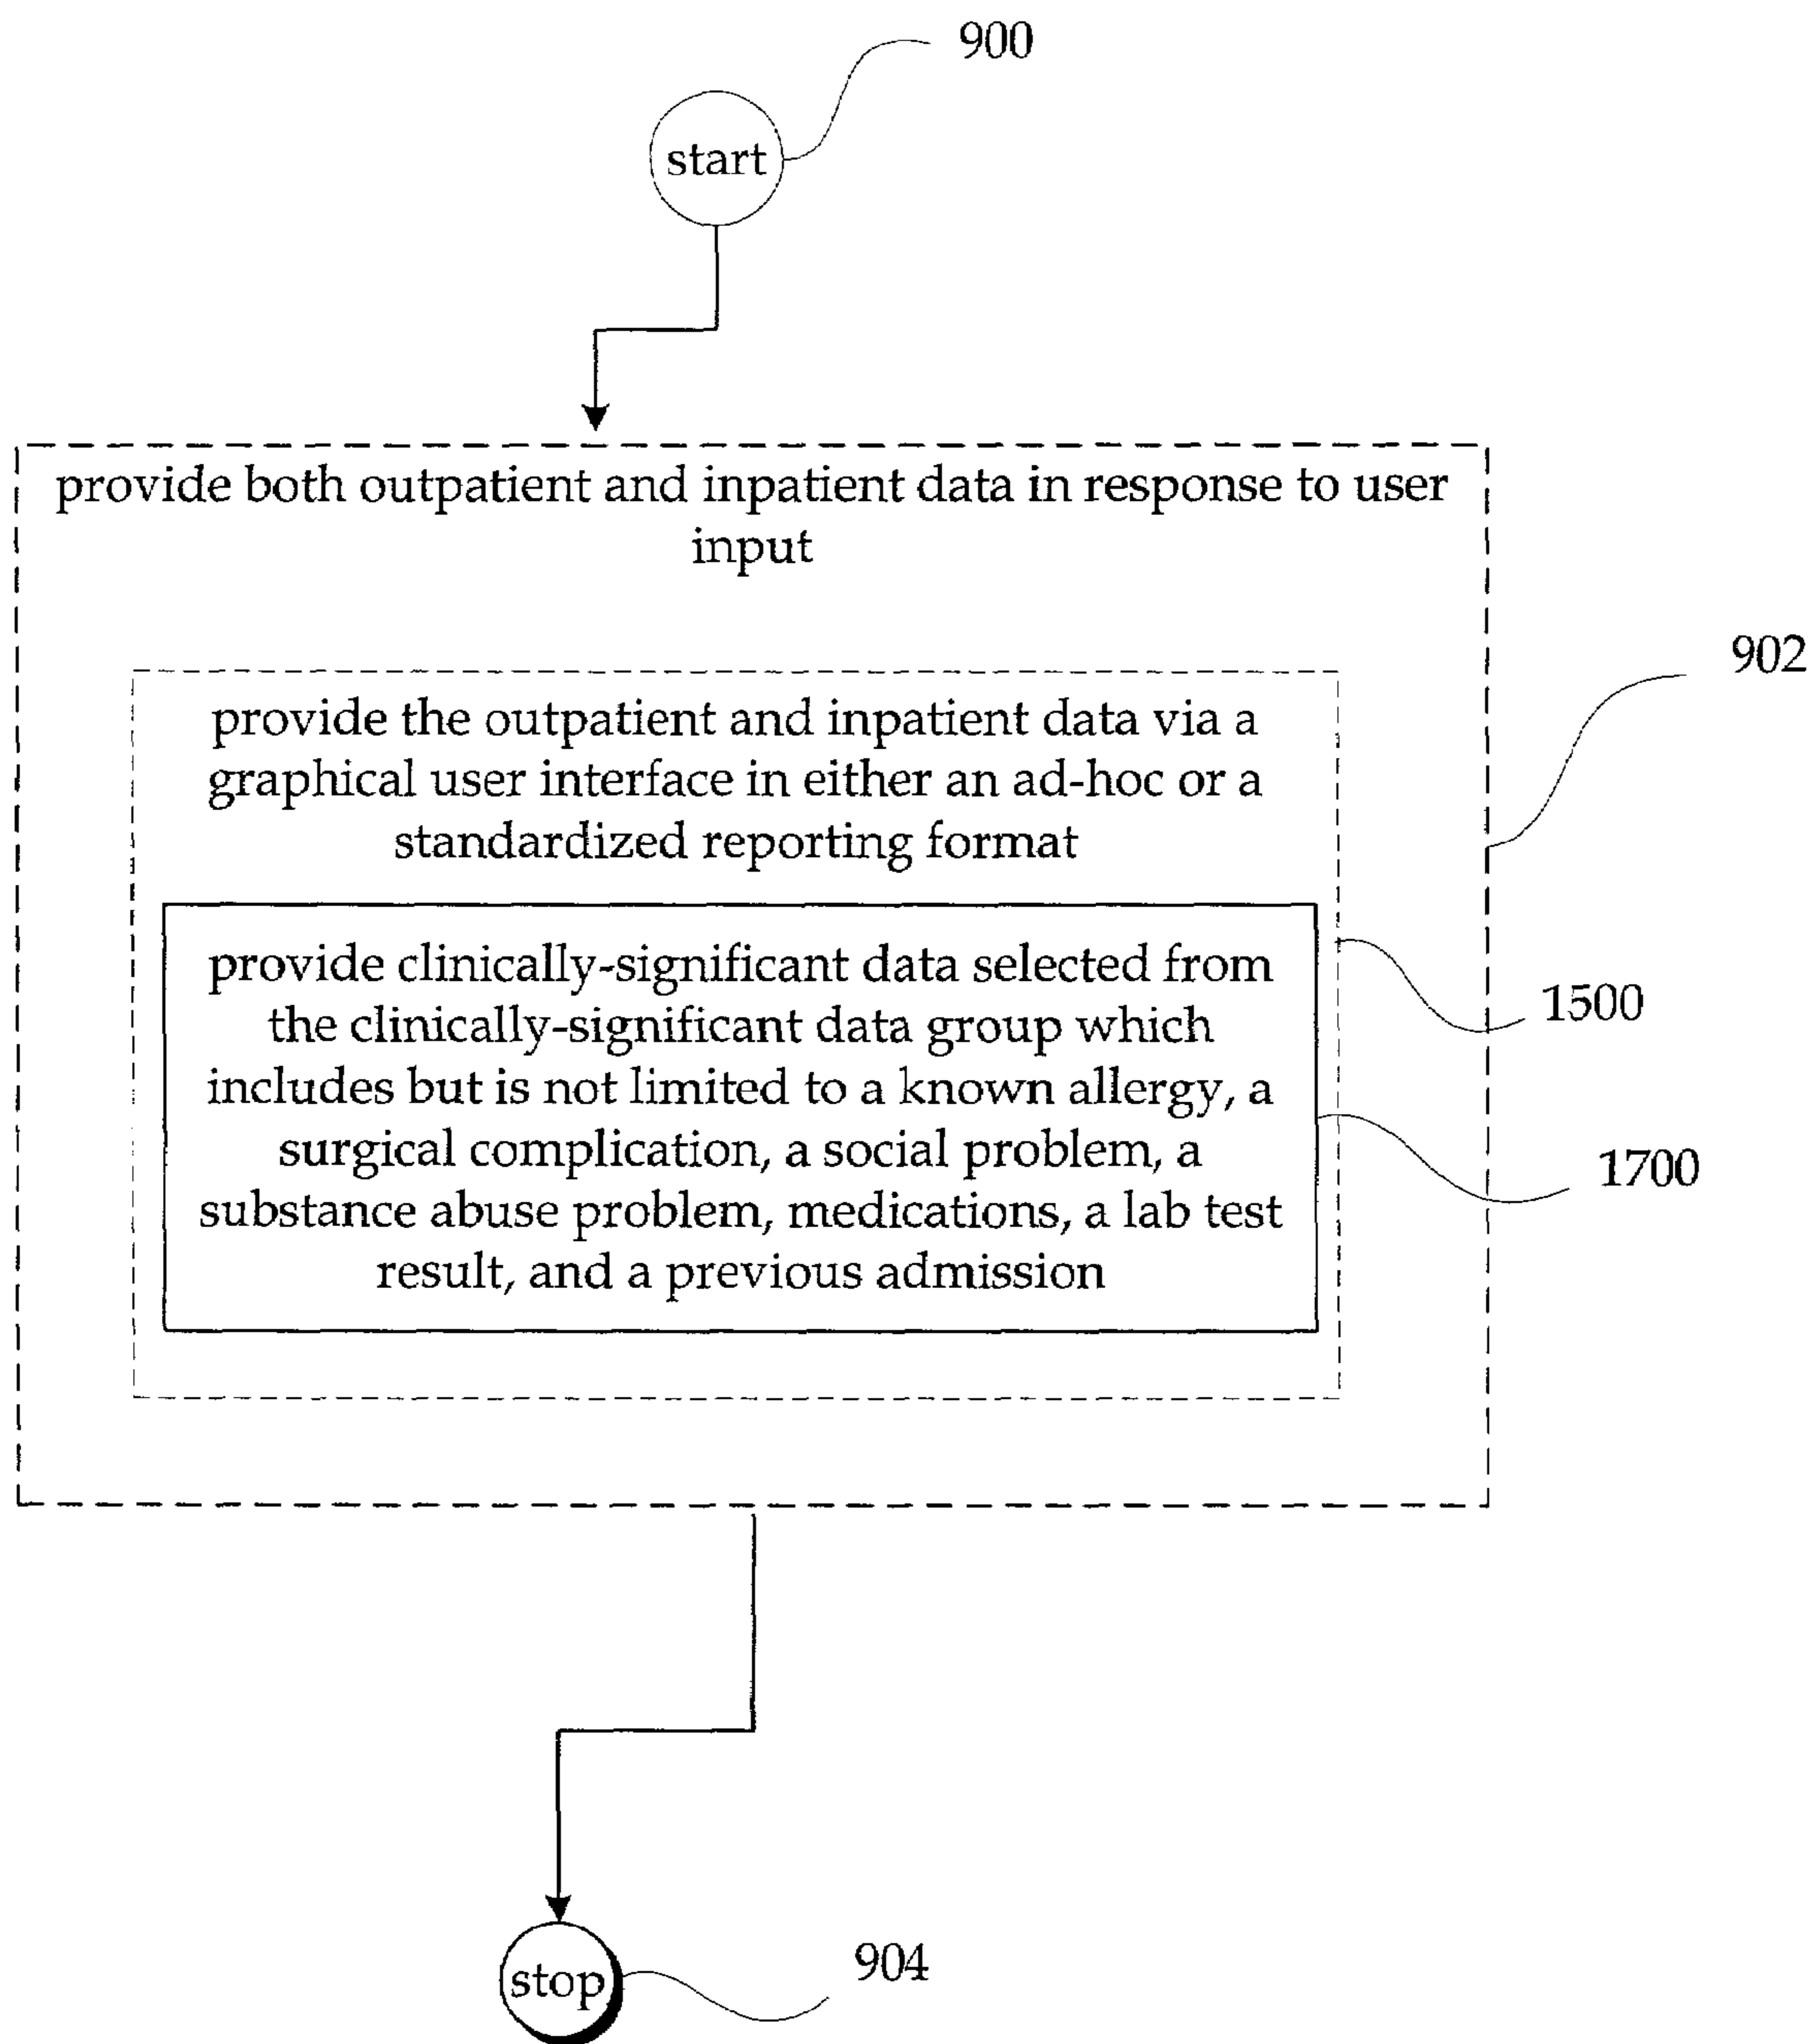 900
start
provide both outpatient and inpatient data in response to user
input
902
provide the outpatient and inpatient data via a
graphical user interface in either an ad-hoc or a
standardized reporting format
provide clinically-significant data selected from
the clinically-significant data group which
includes but is not limited to a known allergy, a
surgical complication, a social problem, a
substance abuse problem, medications, a lab test
result, and a previous admission
1500
1700
stop
904